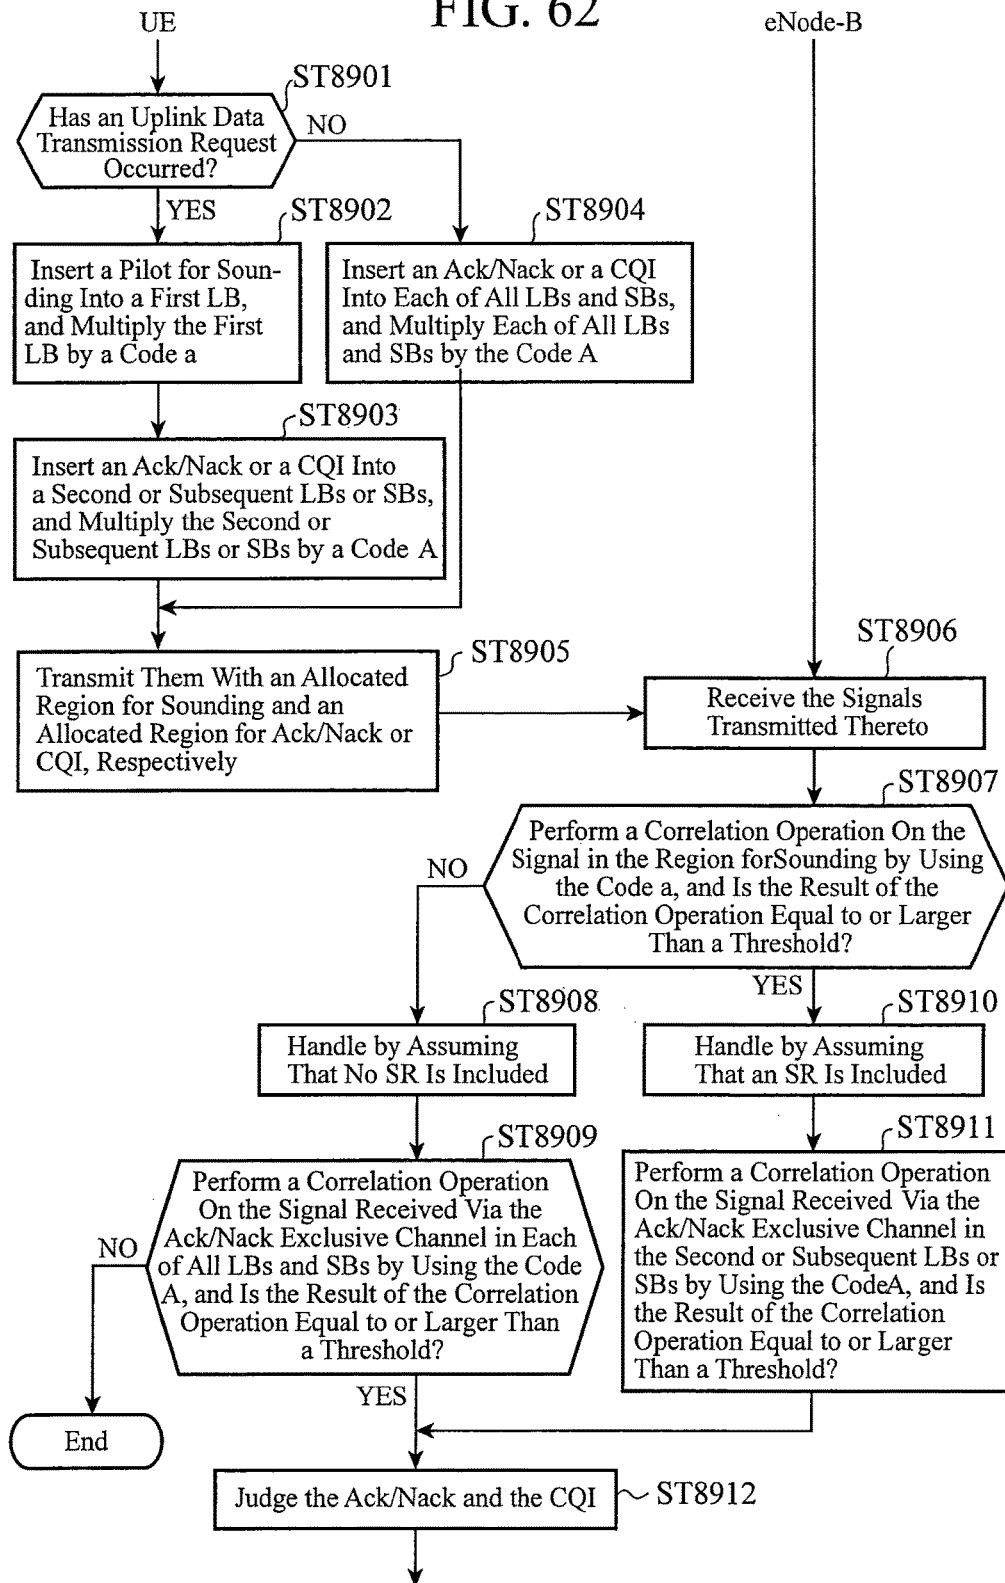 FIG. 62
UE
eNode-B
ST8901
Has an Uplink Data
Transmission Request
Occurred?
NO
YES
ST8902
Insert a Pilot for Soun-
ding Into a First LB,
and Multiply the First
LB by a Code a
ST8904
Insert an Ack/Nack or a CQI
Into Each of All LBs and SBs,
and Multiply Each of All LBs
and SBs by the Code A
ST8903
Insert an Ack/Nack or a CQI Into
a Second or Subsequent LBs or SBs,
and Multiply the Second or
Subsequent LBs or SBs by a Code A
ST8905
Transmit Them With an Allocated
Region for Sounding and an
Allocated Region for Ack/Nack or
CQI, Respectively
ST8906
Receive the Signals
Transmitted Thereto
ST8907
Perform a Correlation Operation On the
Signal in the Region forSounding by Using
the Code a, and Is the Result of the
Correlation Operation Equal to or Larger
Than a Threshold?
NO
YES
ST8908
Handle by Assuming
That No SR Is Included
ST8910
Handle by Assuming
That an SR Is Included
ST8909
Perform a Correlation Operation
On the Signal Received Via the
Ack/Nack Exclusive Channel in Each
of All LBs and SBs by Using the Code
A, and Is the Result of the Correlation
Operation Equal to or Larger Than
a Threshold?
NO
YES
ST8911
Perform a Correlation Operation
On the Signal Received Via the
Ack/Nack Exclusive Channel in
the Second or Subsequent LBs or
SBs by Using the CodeA, and Is
the Result of the Correlation
Operation Equal to or Larger
Than a Threshold?
End
Judge the Ack/Nack and the CQI
ST8912